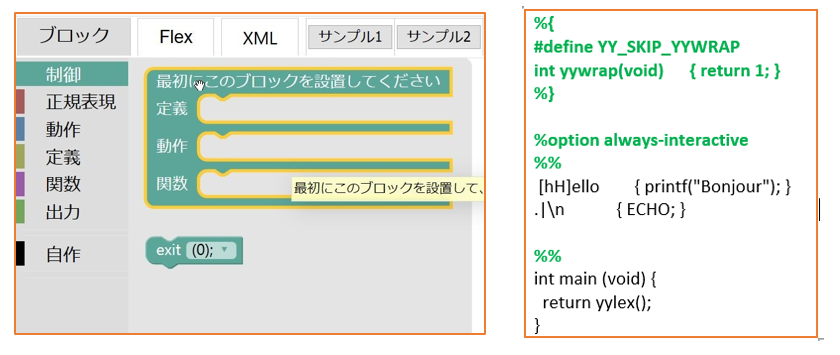 ブロック
Flex
XML
サンプル1
サンプル2
制御
正規表現
動作
定義
関数
出力
自作
最初にこのブロックを設置してください
定義
動作
関数
最初にこのブロックを設置して、
exit (0);
%{
#define YY_SKIP_YYWRAP
int yywrap(void) { return 1; }
%}
%option always-interactive
%%
[hH]ello { printf("Bonjour"); }
.|\n { ECHO; }
%%
int main (void) {
return yylex();
}